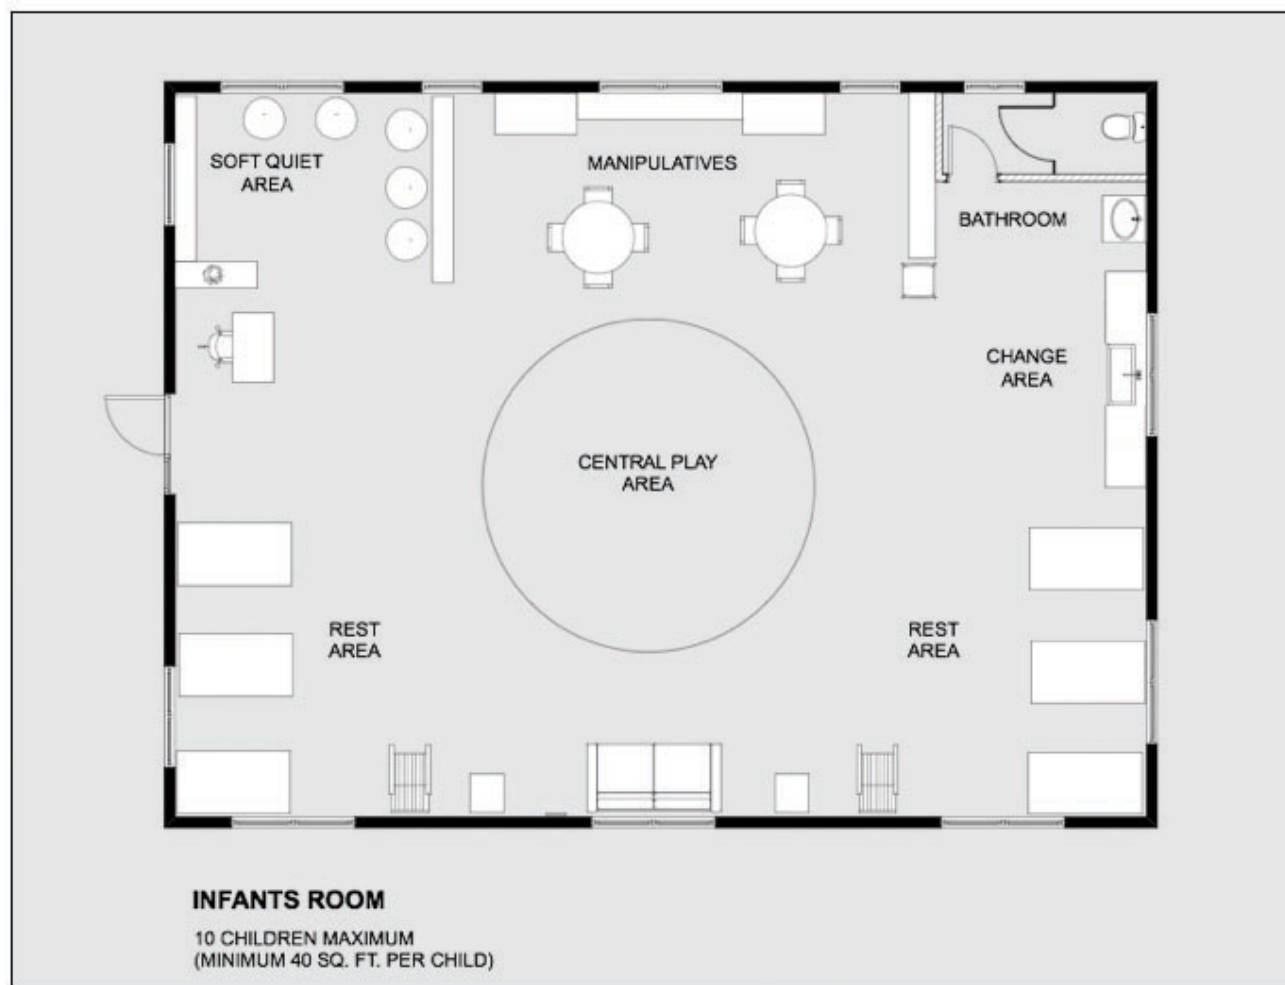 SOFT QUIET
AREA
MANIPULATIVES
BATHROOM
CHANGE
AREA
CENTRAL PLAY
AREA
REST
AREA
REST
AREA
INFANTS ROOM
10 CHILDREN MAXIMUM
(MINIMUM 40 SQ. FT. PER CHILD)